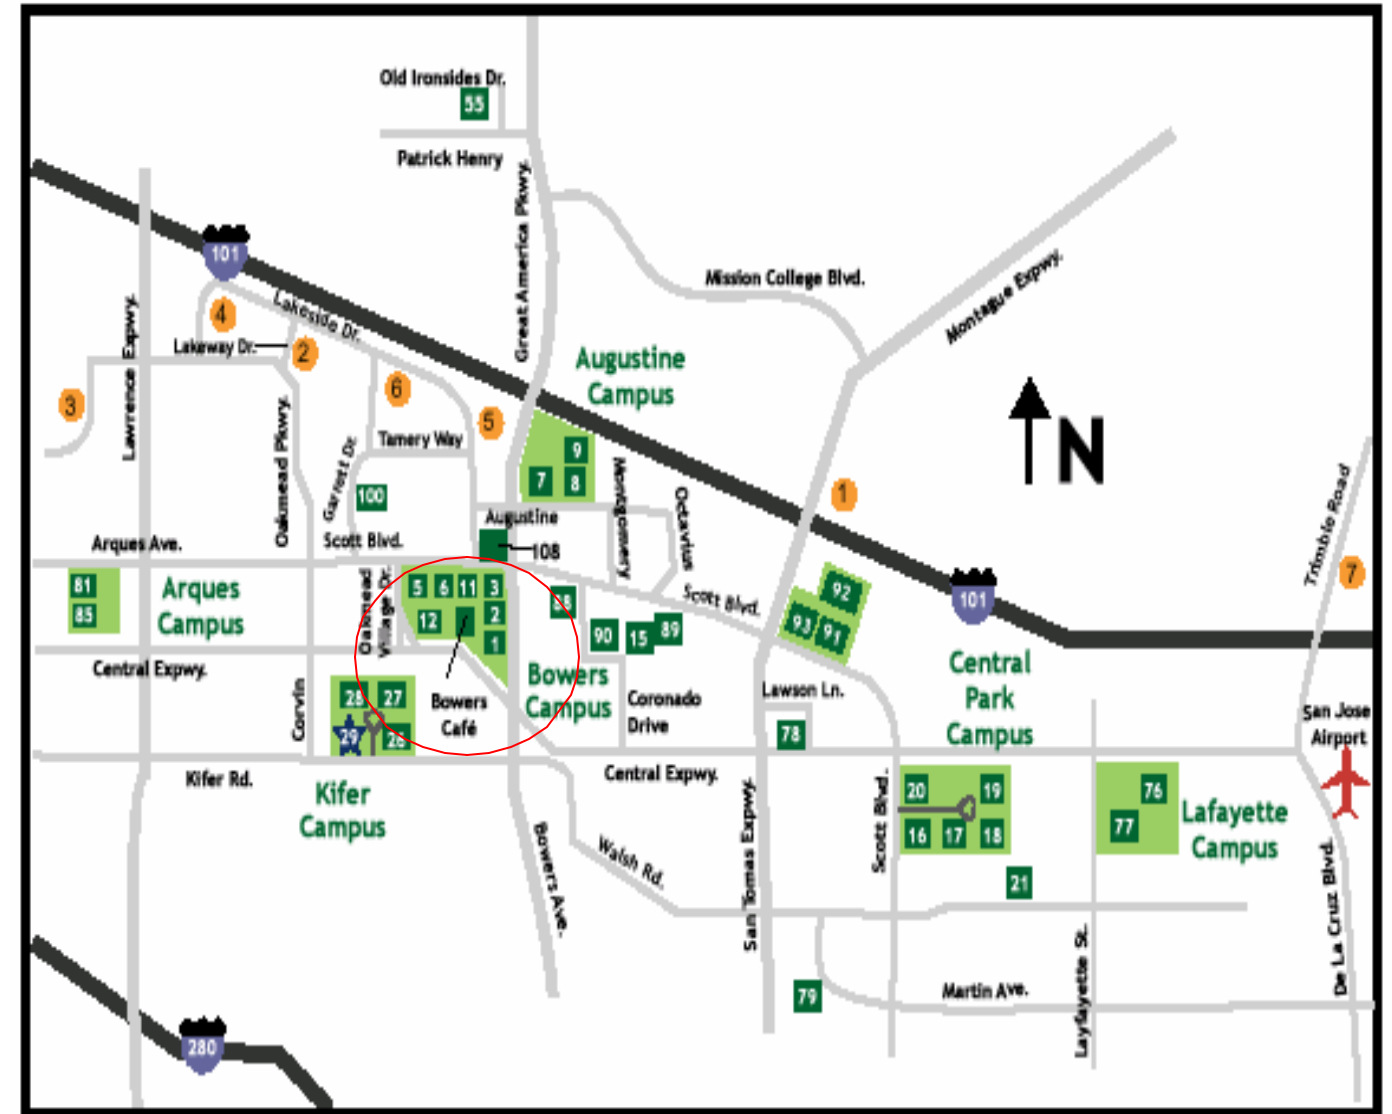 Old Ironsides Dr.
55
Patrick Henry
Great America Pkwy.
101
4
Lakeside Dr.
Mission College Blvd.
Montague Expwy.
Lawrence Expwy.
Lakeway Dr.
2
3
6
5
Augustine
Campus
N
Oakmead Pkwy.
Garrett Dr.
Tamery Way
9
7
8
100
Montgomery
Octavius
1
Trimble Road
7
Augustine
108
Arques Ave.
Scott Blvd.
101
81
85
Arques
Campus
Oakmead
Village Dr.
5
6
11
3
12
2
1
88
90
15
89
Scott Blvd.
92
93
91
Central Expwy.
Corvin
28
27
29
26
Bowers
Café
Bowers
Campus
Coronado
Drive
Lawson Ln.
78
Central
Park
Campus
San Jose
Airport
Kifer Rd.
Kifer
Campus
Central Expwy.
Bowers Ave.
Walsh Rd.
San Tomas Expwy.
Scott Blvd.
20
19
16
17
18
21
76
77
Lafayette
Campus
De La Cruz Blvd.
79
Martin Ave.
Layfayette St.
280